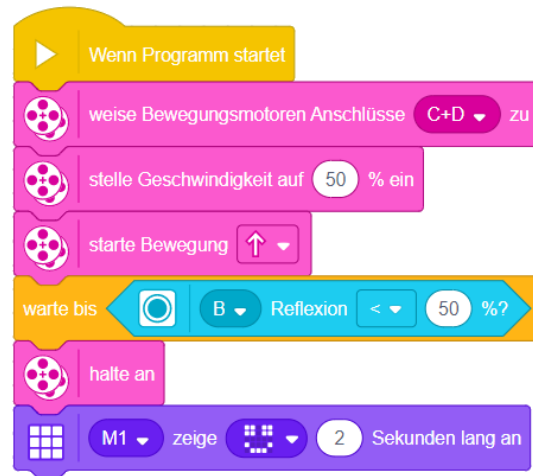 Wenn Programm startet
weise Bewegungsmotoren Anschlüsse C+D zu
stelle Geschwindigkeit auf 50 % ein
starte Bewegung
warte bis B Reflexion < 50 %?
halte an
M1 zeige 2 Sekunden lang an